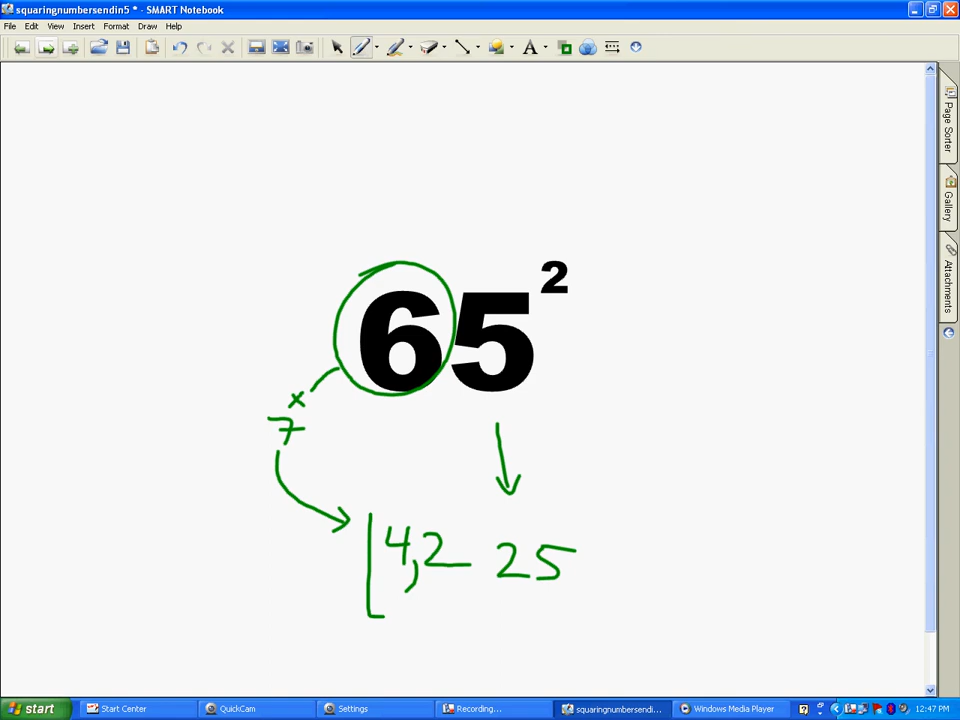 squaringnumbersendin5 * - SMART Notebook
File Edit View Insert Format Draw Help
A
Page Sorter
Gallery
Attachments
65²
x
7
4,2 25
start Start Center QuickCam Settings Recording... squaringnumbersendi... Windows Media Player 12:47 PM